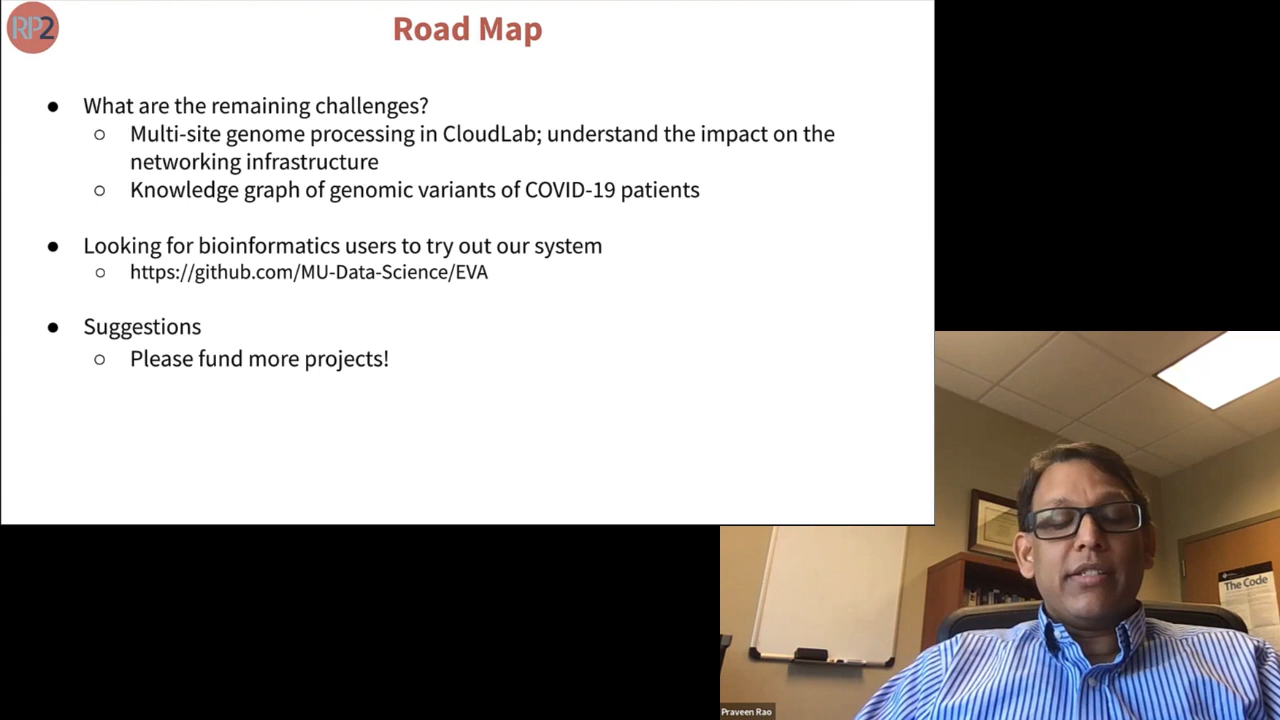 RP2
Road Map
● What are the remaining challenges?
○ Multi-site genome processing in CloudLab; understand the impact on the
networking infrastructure
○ Knowledge graph of genomic variants of COVID-19 patients
● Looking for bioinformatics users to try out our system
○ https://github.com/MU-Data-Science/EVA
● Suggestions
○ Please fund more projects!
The Code
Praveen Rao